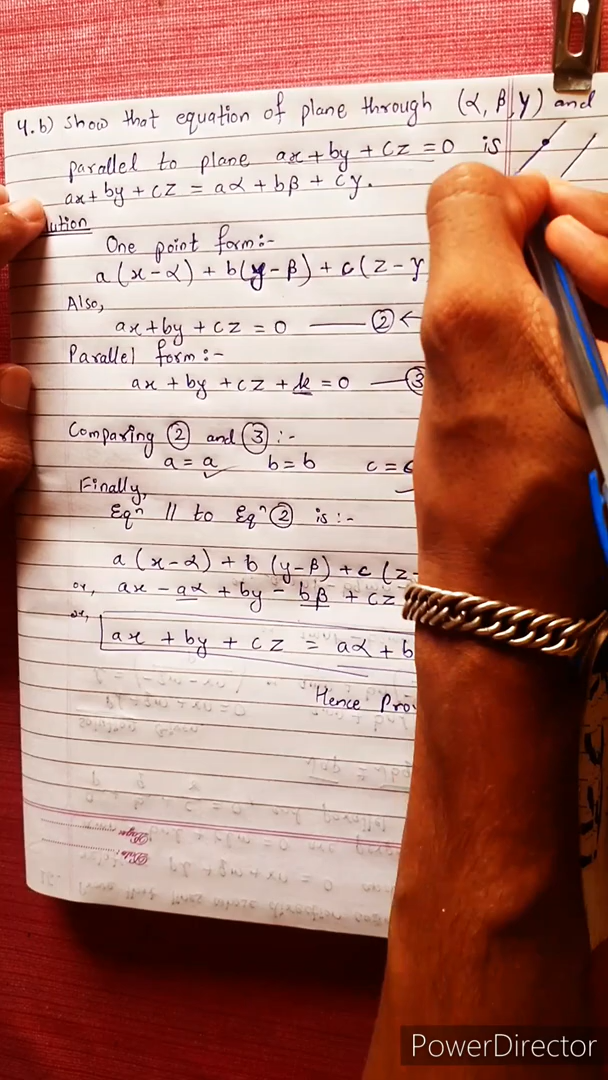 4.b) Show that equation of plane through (α, β, γ) and
parallel to plane ax + by + cz = 0 is
ax + by + cz = aα + bβ + cγ.
One point form:-
a(x-α) + b(y-β) + c(z-γ
Also,
ax+by + cz = 0 —— ② ←
Parallel form:-
ax + by + cz + k = 0 —③
Comparing ② and ③ :-
a = a ✓ b = b c = c
Finally,
Eqⁿ // to Eqⁿ ② is :-
a (x-α) + b (y-β) + c (z-
or, ax - aα + by - bβ + cz
or, ax + by + cz = aα + b
Hence Pro
PowerDirector